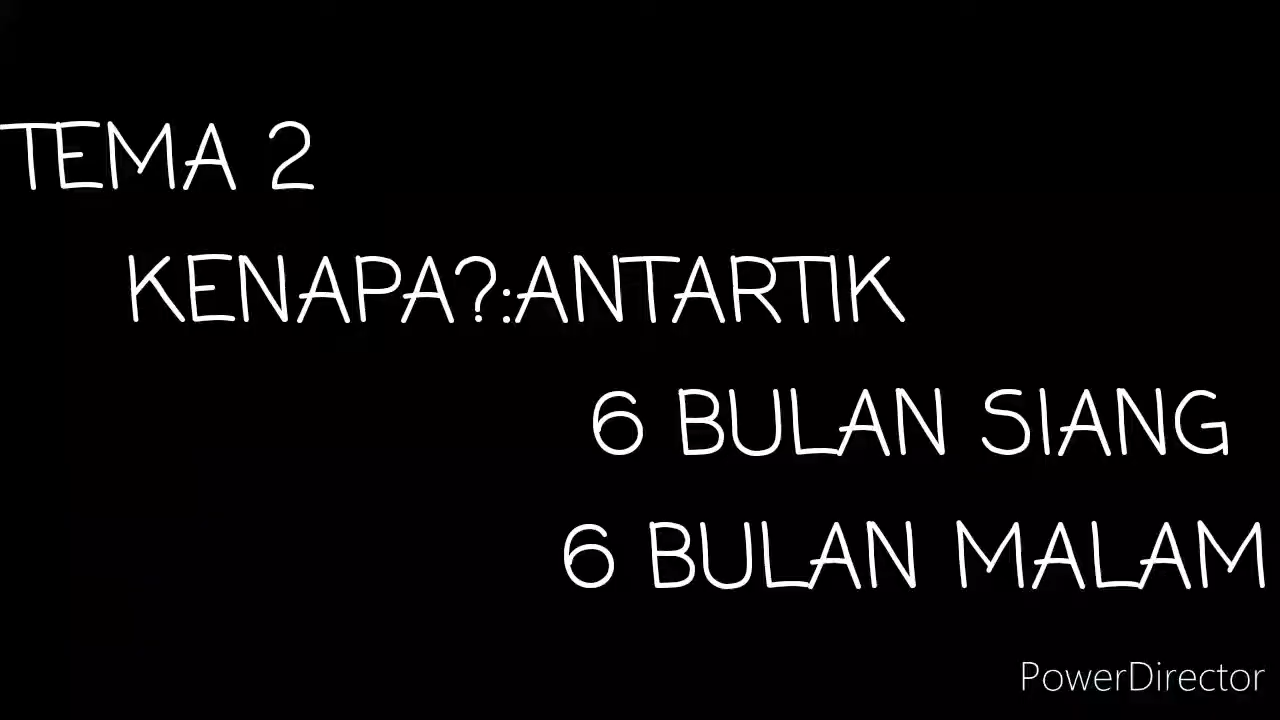 TEMA 2
KENAPA?:ANTARTIK
6 BULAN SIANG
6 BULAN MALAM
PowerDirector